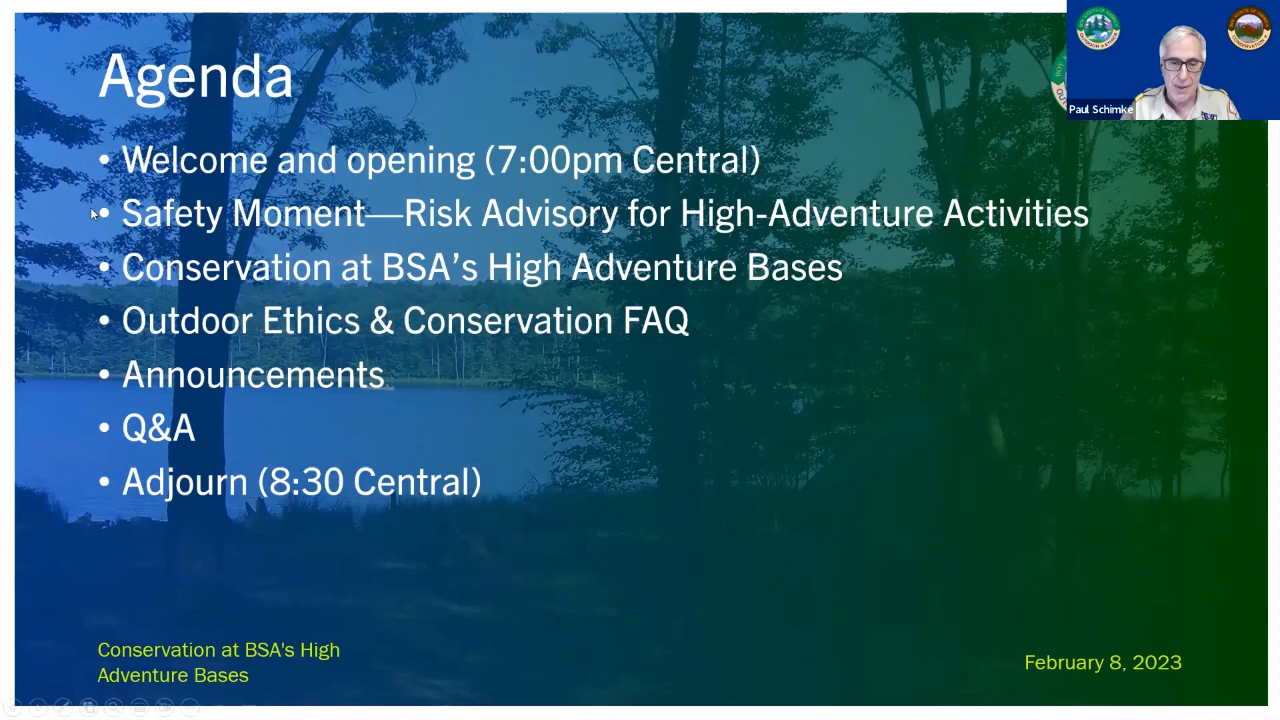 Agenda
• Welcome and opening (7:00pm Central)
• Safety Moment—Risk Advisory for High-Adventure Activities
• Conservation at BSA’s High Adventure Bases
• Outdoor Ethics & Conservation FAQ
• Announcements
• Q&A
• Adjourn (8:30 Central)
Conservation at BSA's High
Adventure Bases
February 8, 2023
Paul Schimke